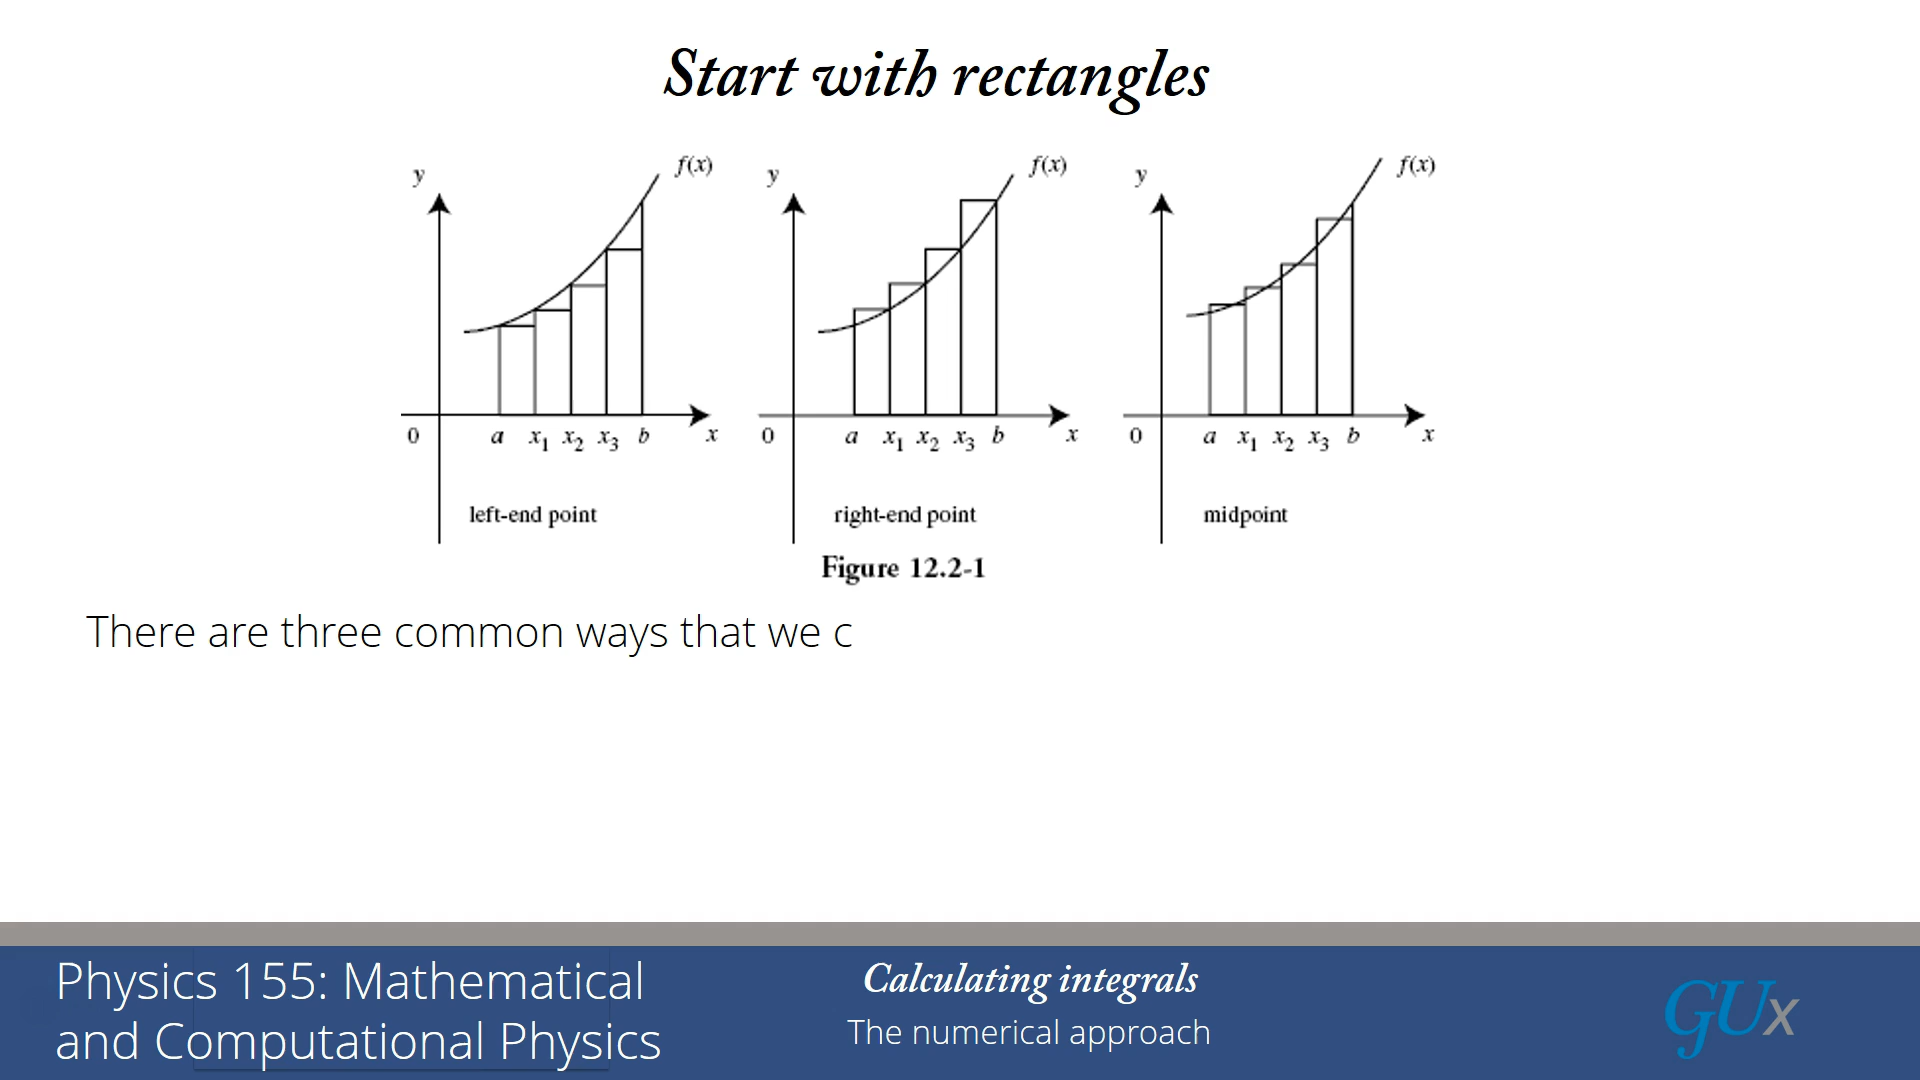 Start with rectangles
y f(x) y f(x) y f(x)
0 a x₁ x₂ x₃ b x 0 a x₁ x₂ x₃ b x 0 a x₁ x₂ x₃ b x
left-end point right-end point midpoint
Figure 12.2-1
There are three common ways that we c
Physics 155: Mathematical
and Computational Physics
Calculating integrals
The numerical approach
GUx